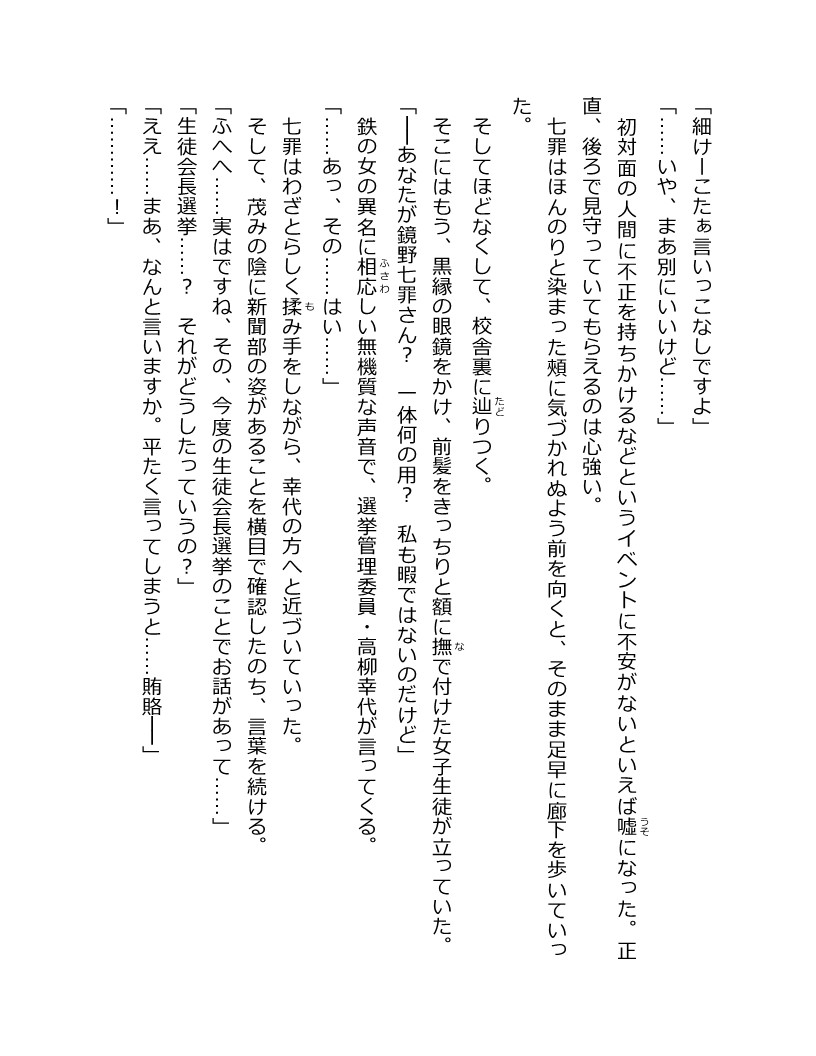 「細けーこたぁ言いっこなしですよ」
「……いや、まあ別にいいけど……」
　初対面の人間に不正を持ちかけるなどというイベントに不安がないといえば嘘になった。正
直、後ろで見守っていてもらえるのは心強い。
　七罪はほんのりと染まった頬に気づかれぬよう前を向くと、そのまま足早に廊下を歩いていっ
た。
　そしてほどなくして、校舎裏に辿りつく。
　そこにはもう、黒縁の眼鏡をかけ、前髪をきっちりと額に撫で付けた女子生徒が立っていた。
「──あなたが鏡野七罪さん？　一体何の用？　私も暇ではないのだけど」
　鉄の女の異名に相応しい無機質な声音で、選挙管理委員・高柳幸代が言ってくる。
「……あっ、その……はい……」
　七罪はわざとらしく揉み手をしながら、幸代の方へと近づいていった。
　そして、茂みの陰に新聞部の姿があることを横目で確認したのち、言葉を続ける。
「ふへへ……実はですね、その、今度の生徒会長選挙のことでお話があって……」
「生徒会長選挙……？　それがどうしたっていうの？」
「ええ……まあ、なんと言いますか。平たく言ってしまうと……賄賂──」
「…………！」